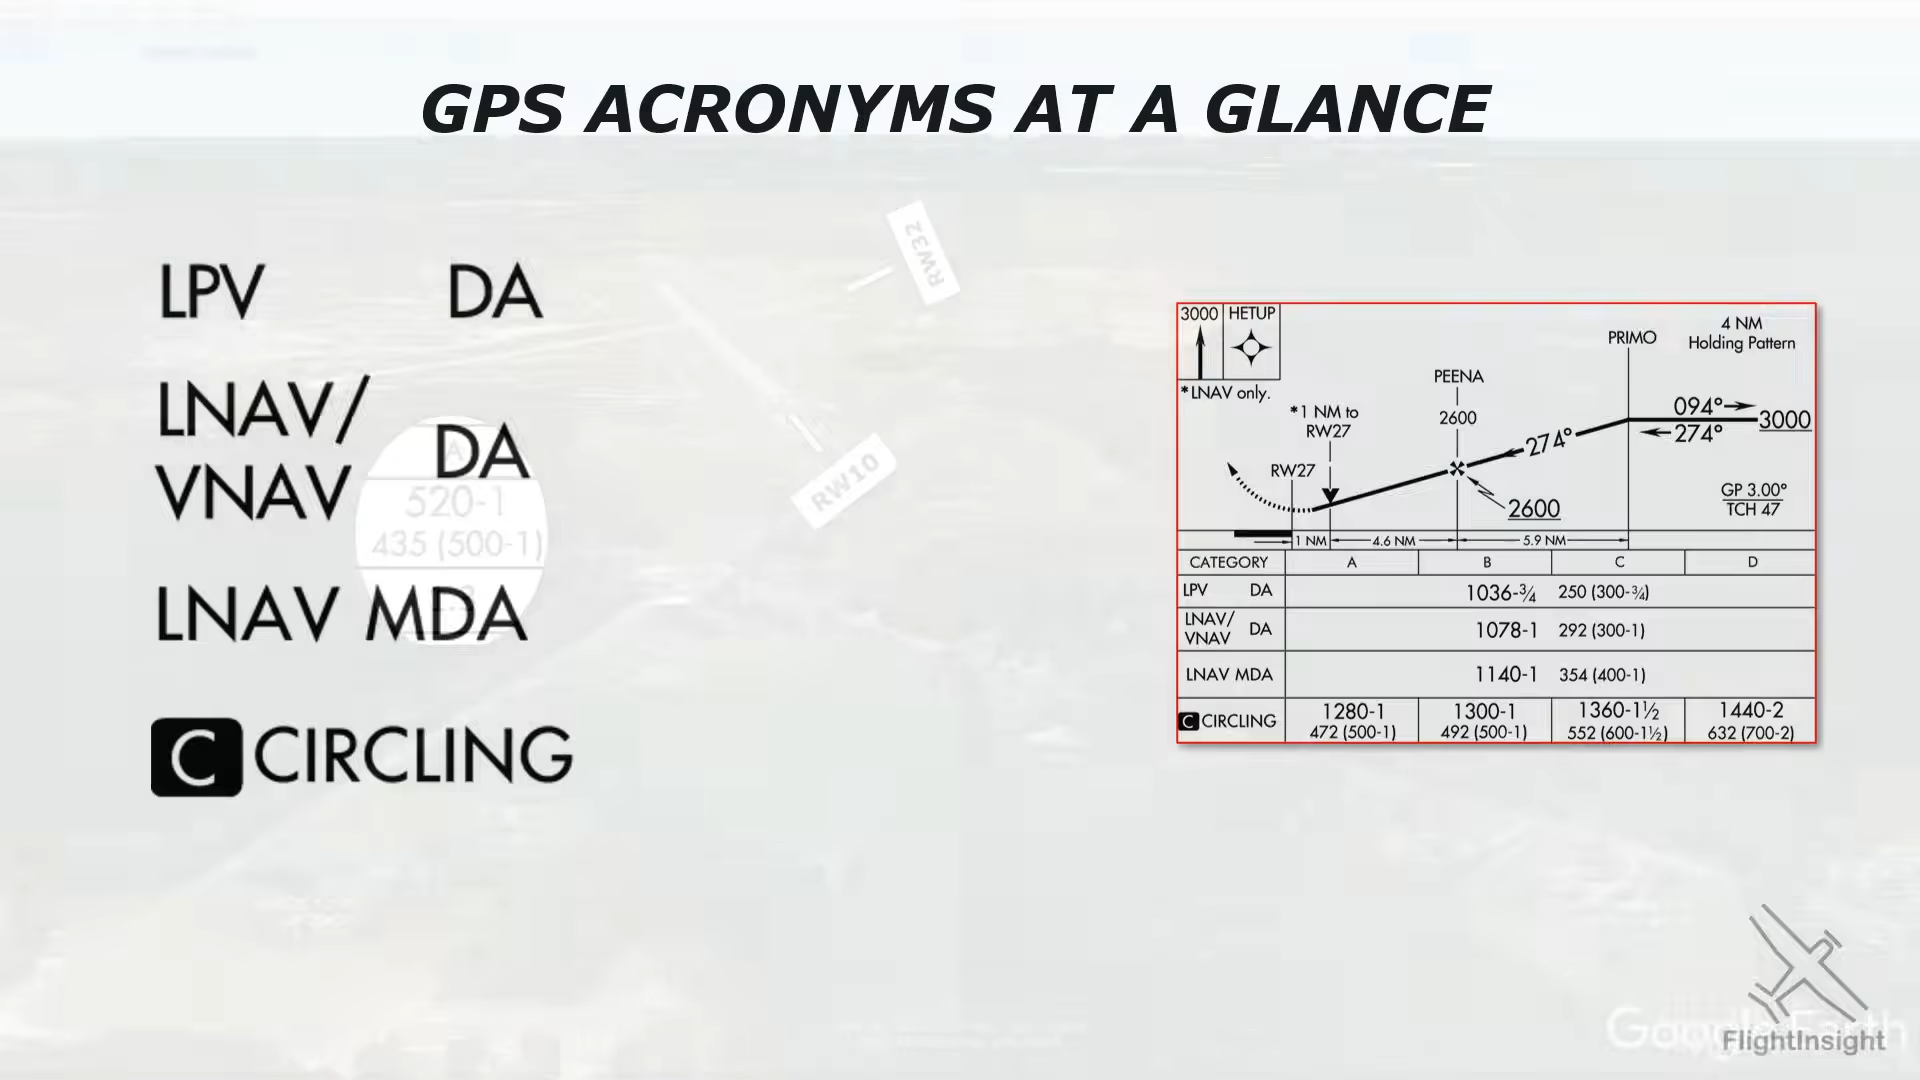 GPS ACRONYMS AT A GLANCE
LPV DA
LNAV/
VNAV DA
LNAV MDA
C CIRCLING
RW32
RW10
520-1
435 (500-1)
3000 HETUP
*LNAV only.
*1 NM to
RW27
RW27
PEENA
2600
PRIMO
4 NM
Holding Pattern
094°
3000
274°
274°
2600
GP 3.00°
TCH 47
1 NM 4.6 NM 5.9 NM
CATEGORY A B C D
LPV DA 1036-¾ 250 (300-¾)
LNAV/
VNAV DA 1078-1 292 (300-1)
LNAV MDA 1140-1 354 (400-1)
C CIRCLING 1280-1 1300-1 1360-1½ 1440-2
472 (500-1) 492 (500-1) 552 (600-1½) 632 (700-2)
Google Earth
FlightInsight